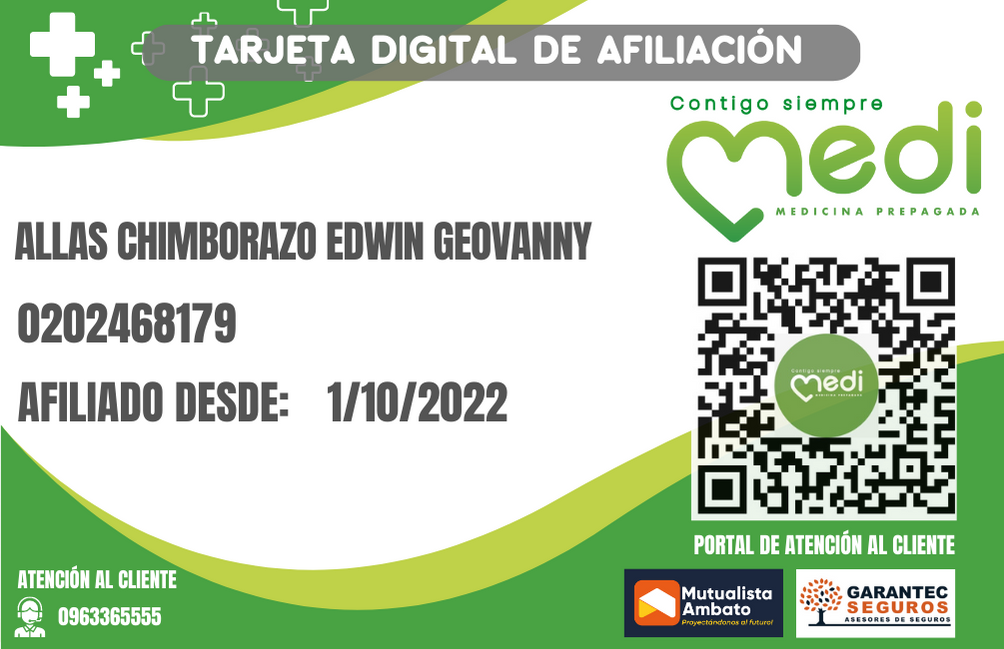 TARJETA DIGITAL DE AFILIACIÓN
Contigo siempre
medi
MEDICINA PREPAGADA
ALLAS CHIMBORAZO EDWIN GEOVANNY
0202468179
AFILIADO DESDE: 1/10/2022
Contigo siempre
medi
MEDICINA PREPAGADA
PORTAL DE ATENCIÓN AL CLIENTE
ATENCIÓN AL CLIENTE
0963365555
Mutualista
Ambato
Proyectándonos al futuro!
GARANTEC
SEGUROS
ASESORES DE SEGUROS